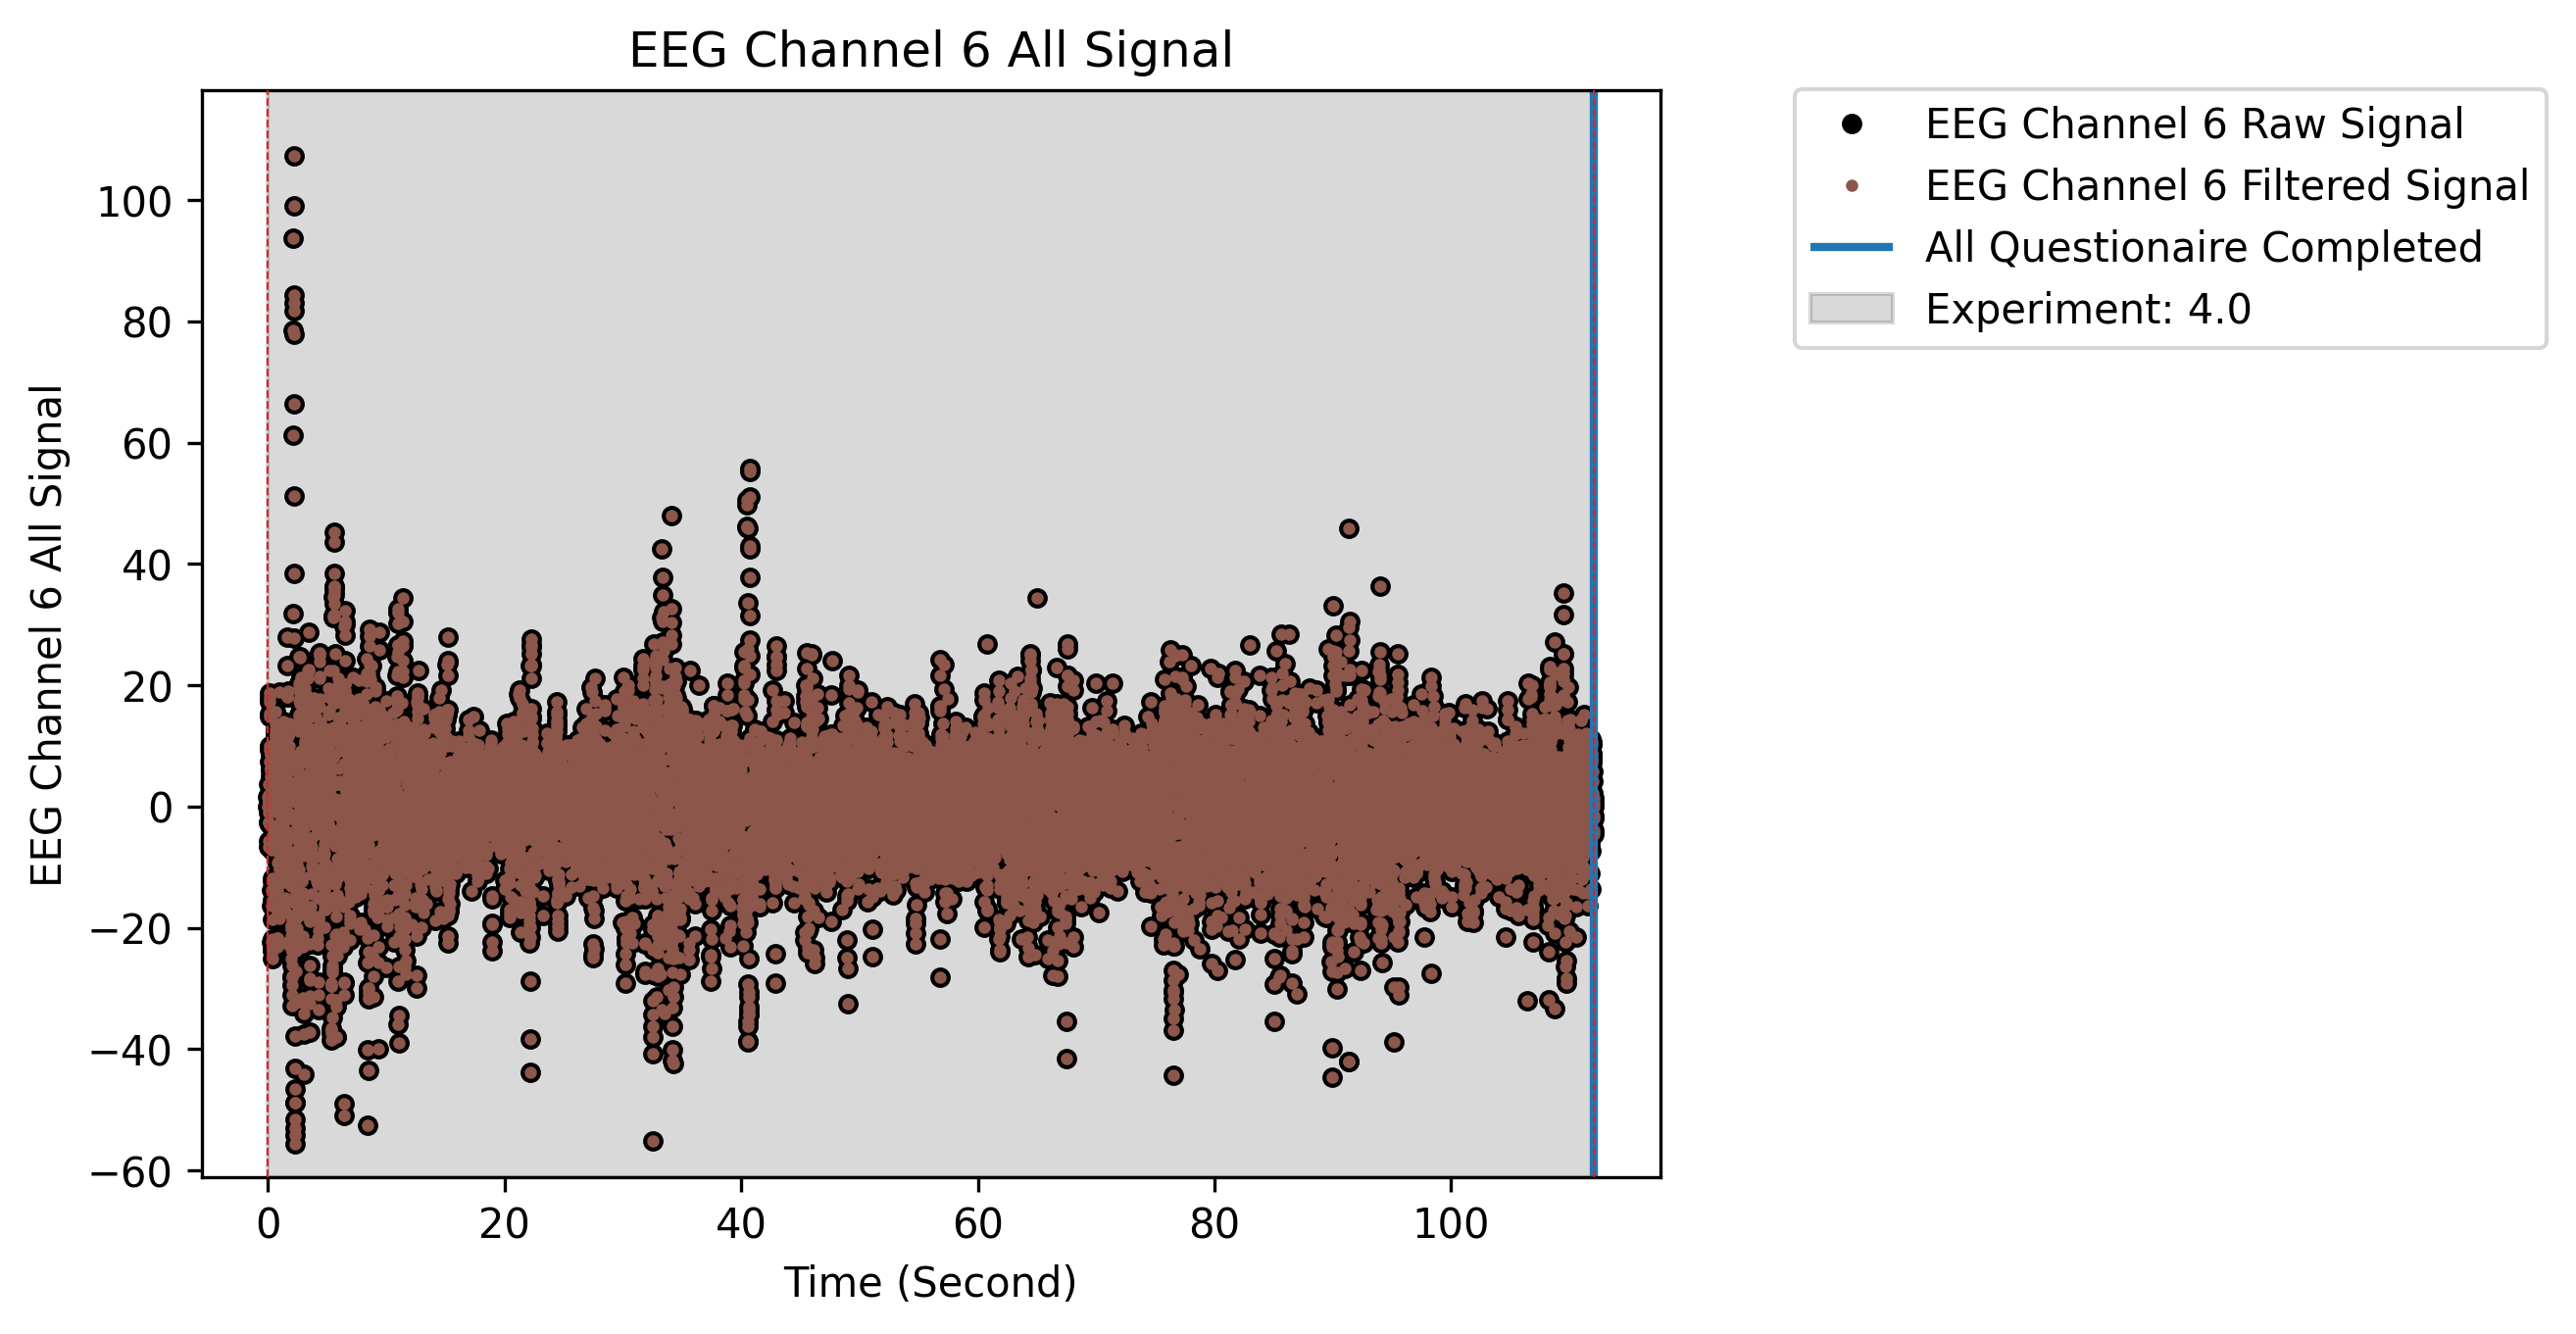 EEG Channel 6 All Signal
EEG Channel 6 Raw Signal
EEG Channel 6 Filtered Signal
All Questionaire Completed
Experiment: 4.0
EEG Channel 6 All Signal
100
80
60
40
20
0
−20
−40
−60
0 20 40 60 80 100
Time (Second)